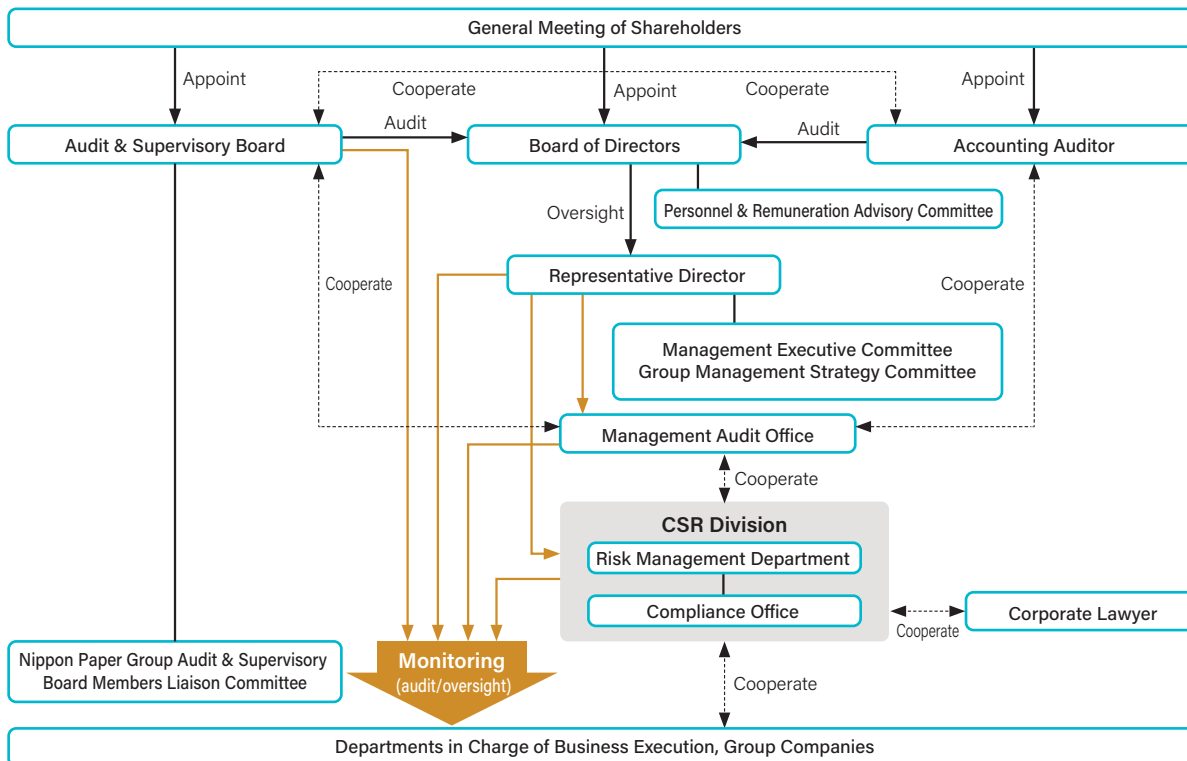 General Meeting of Shareholders
Appoint
Cooperate
Appoint
Cooperate
Appoint
Audit
Audit
Audit & Supervisory Board
Board of Directors
Accounting Auditor
Personnel & Remuneration Advisory Committee
Oversight
Representative Director
Cooperate
Cooperate
Management Executive Committee
Group Management Strategy Committee
Management Audit Office
Cooperate
CSR Division
Risk Management Department
Compliance Office
Corporate Lawyer
Cooperate
Nippon Paper Group Audit & Supervisory
Board Members Liaison Committee
Monitoring
(audit/oversight)
Cooperate
Departments in Charge of Business Execution, Group Companies